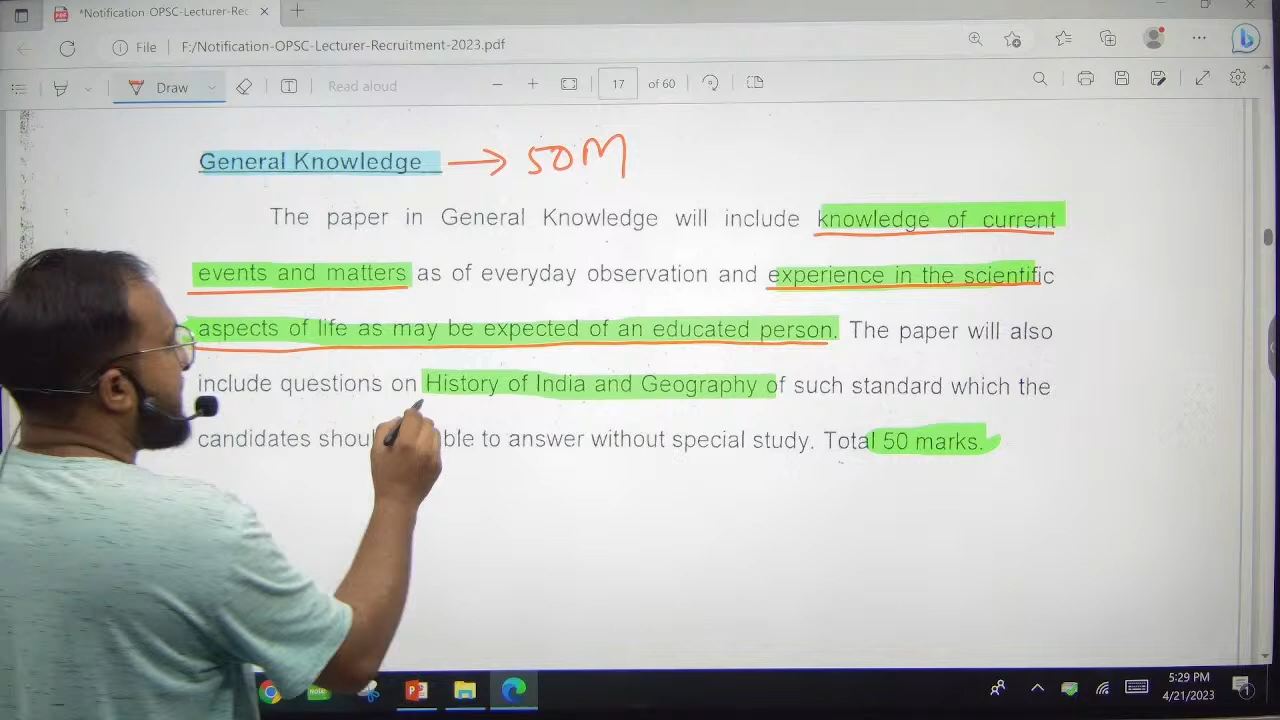 *Notification-OPSC-Lecturer-Rec
File | F:/Notification-OPSC-Lecturer-Recruitment-2023.pdf
Draw
Read aloud
17 of 60
General Knowledge → 50M
The paper in General Knowledge will include knowledge of current
events and matters as of everyday observation and experience in the scientific
aspects of life as may be expected of an educated person. The paper will also
include questions on History of India and Geography of such standard which the
candidates to answer without special study. Total 50 marks.
5:29 PM
4/21/2023